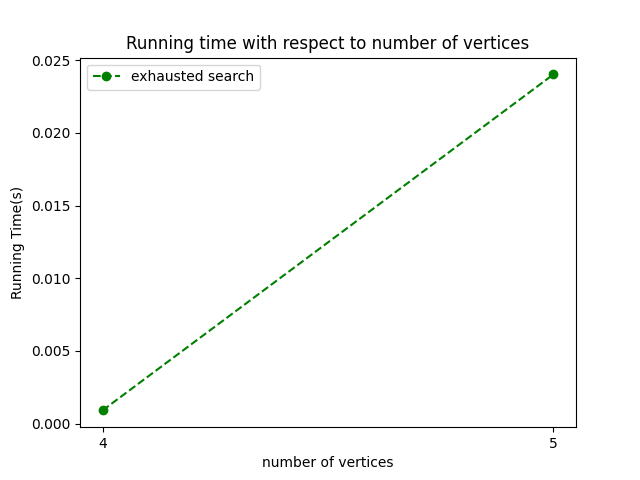 Running time with respect to number of vertices
exhausted search
Running Time(s)
0.025
0.020
0.015
0.010
0.005
0.000
4
5
number of vertices